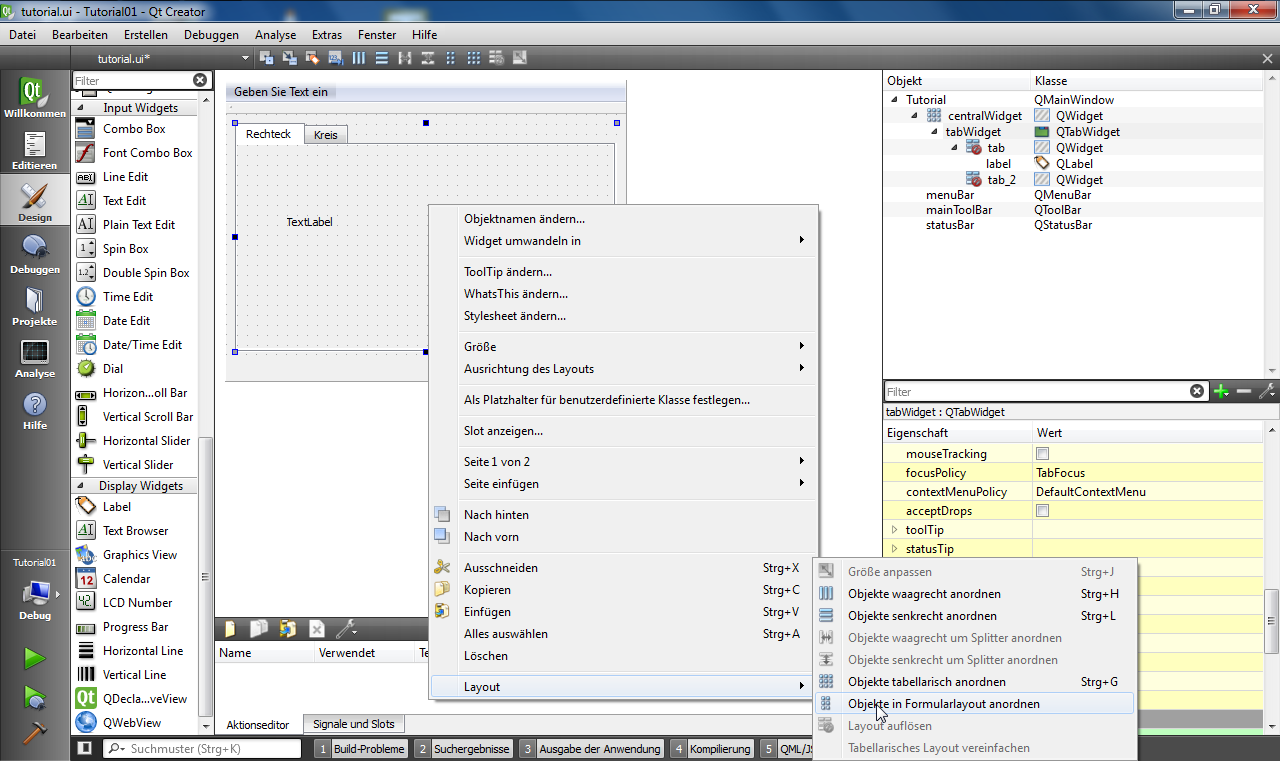 tutorial.ui - Tutorial01 - Qt Creator
Datei Bearbeiten Erstellen Debuggen Analyse Extras Fenster Hilfe
tutorial.ui*
Willkommen
Editieren
Design
Debuggen
Projekte
Analyse
Hilfe
Tutorial01
Debug
Filter
Input Widgets
Combo Box
Font Combo Box
Line Edit
Text Edit
Plain Text Edit
Spin Box
Double Spin Box
Time Edit
Date Edit
Date/Time Edit
Dial
Horizon...oll Bar
Vertical Scroll Bar
Horizontal Slider
Vertical Slider
Display Widgets
Label
Text Browser
Graphics View
Calendar
LCD Number
Progress Bar
Horizontal Line
Vertical Line
QDecla...veView
QWebView
Geben Sie Text ein
Rechteck Kreis
TextLabel
Objektnamen ändern...
Widget umwandeln in
ToolTip ändern...
WhatsThis ändern...
Stylesheet ändern...
Größe
Ausrichtung des Layouts
Als Platzhalter für benutzerdefinierte Klasse festlegen...
Slot anzeigen...
Seite 1 von 2
Seite einfügen
Nach hinten
Nach vorn
Ausschneiden Strg+X
Kopieren Strg+C
Einfügen Strg+V
Alles auswählen Strg+A
Löschen
Layout
Größe anpassen Strg+J
Objekte waagrecht anordnen Strg+H
Objekte senkrecht anordnen Strg+L
Objekte waagrecht um Splitter anordnen
Objekte senkrecht um Splitter anordnen
Objekte tabellarisch anordnen Strg+G
Objekte in Formularlayout anordnen
Layout auflösen
Tabellarisches Layout vereinfachen
Objekt Klasse
Tutorial QMainWindow
centralWidget QWidget
tabWidget QTabWidget
tab QWidget
label QLabel
tab_2 QWidget
menuBar QMenuBar
mainToolBar QToolBar
statusBar QStatusBar
Filter
tabWidget : QTabWidget
Eigenschaft Wert
mouseTracking
focusPolicy TabFocus
contextMenuPolicy DefaultContextMenu
acceptDrops
toolTip
statusTip
Name Verwendet Te
Aktionseditor Signale und Slots
Suchmuster (Strg+K)
1 Build-Probleme 2 Suchergebnisse 3 Ausgabe der Anwendung 4 Kompilierung 5 QML/JS